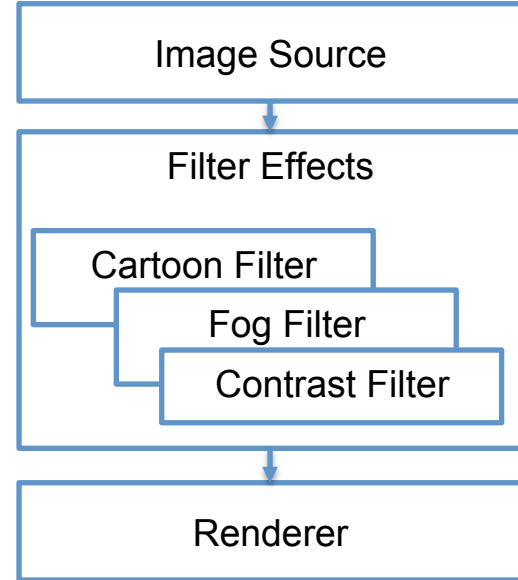 Image Source
Filter Effects
Cartoon Filter
Fog Filter
Contrast Filter
Renderer